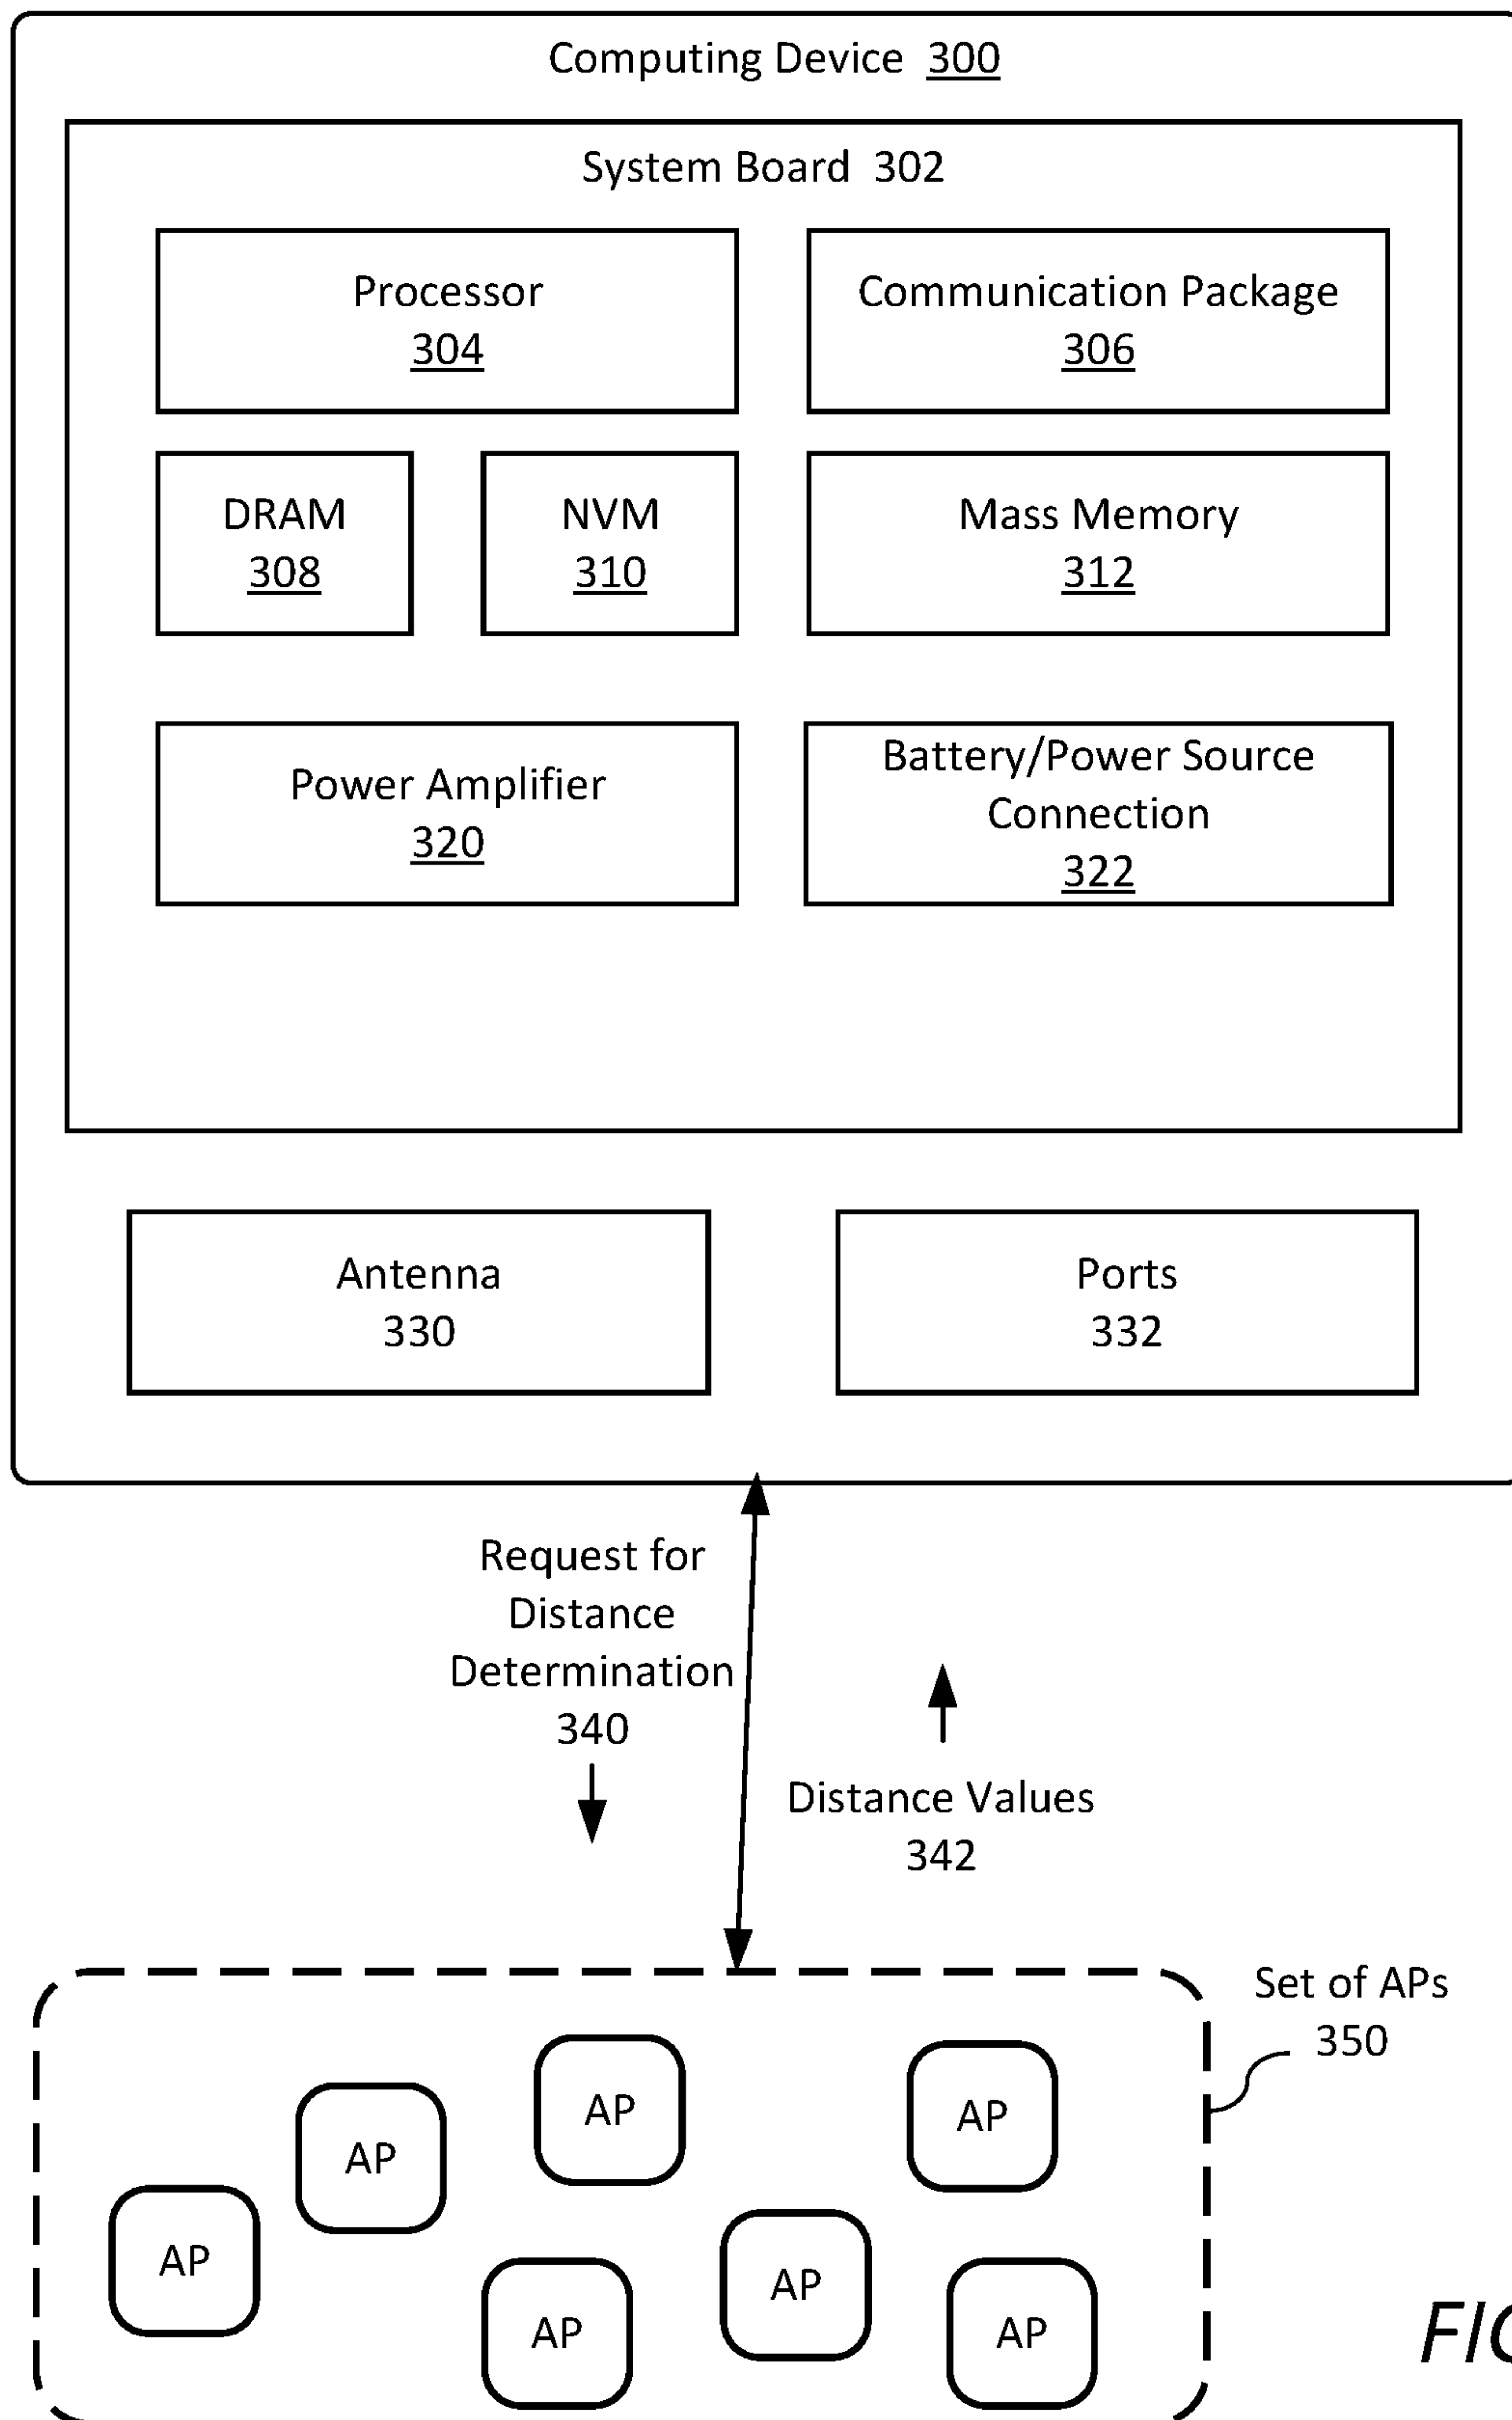 Computing Device 300
System Board 302
Processor
304
Communication Package
306
DRAM
308
NVM
310
Mass Memory
312
Power Amplifier
320
Battery/Power Source
Connection
322
Antenna
330
Ports
332
Request for
Distance
Determination
340
Distance Values
342
Set of APs
350
AP
AP
AP
AP
AP
AP
AP